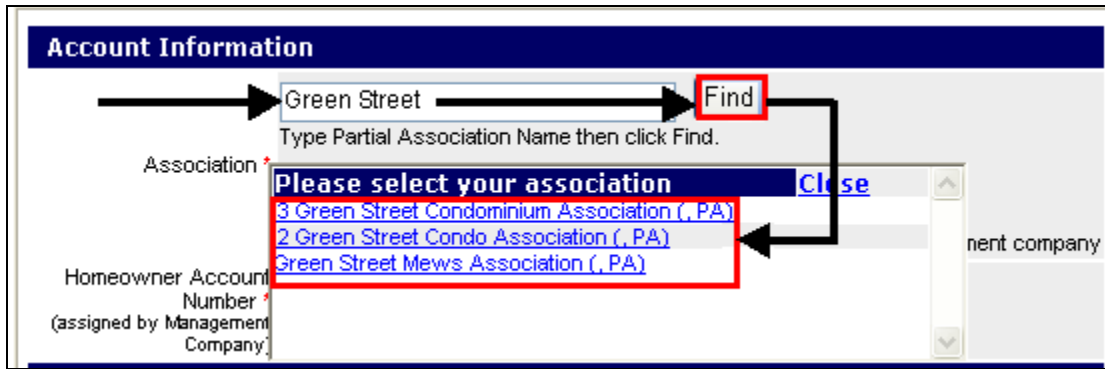 Account Information
Green Street
Find
Type Partial Association Name then click Find.
Association *
Please select your association
Close
3 Green Street Condominium Association (, PA)
2 Green Street Condo Association (, PA)
Green Street Mews Association (, PA)
ment company
Homeowner Account
Number *
(assigned by Management
Company)